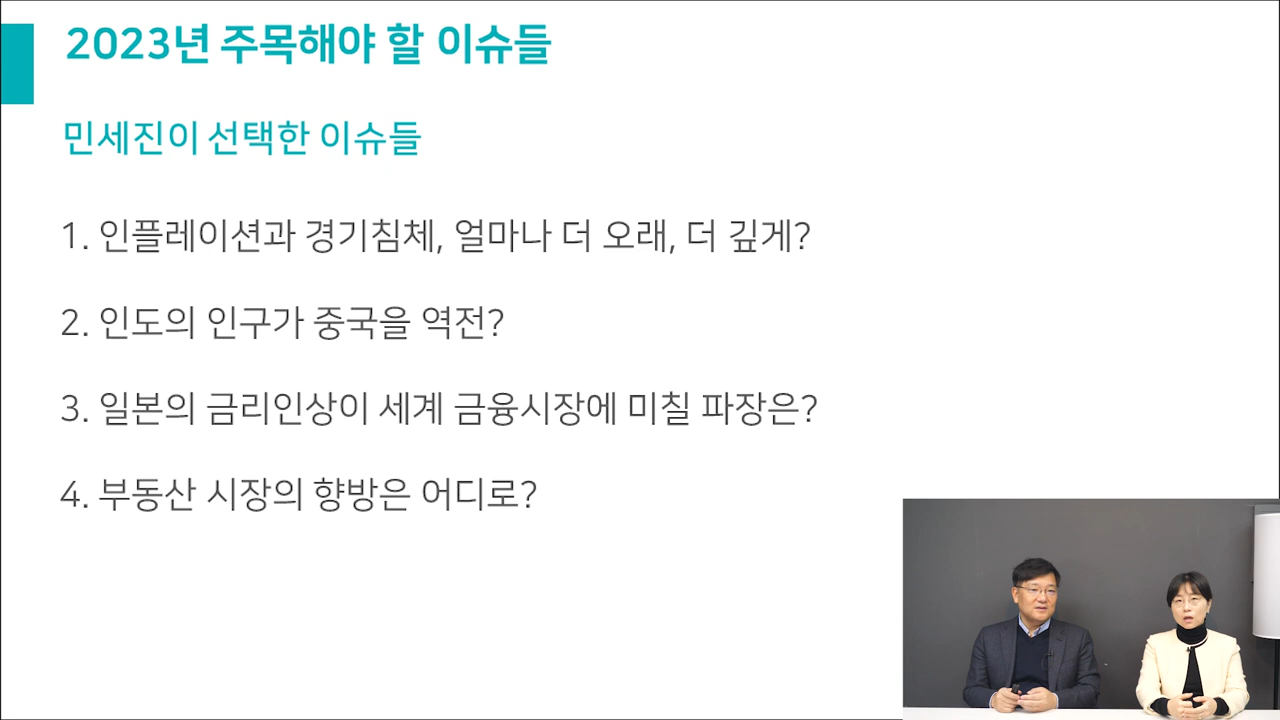 2023년 주목해야 할 이슈들
민세진이 선택한 이슈들
1. 인플레이션과 경기침체, 얼마나 더 오래, 더 깊게?
2. 인도의 인구가 중국을 역전?
3. 일본의 금리인상이 세계 금융시장에 미칠 파장은?
4. 부동산 시장의 향방은 어디로?